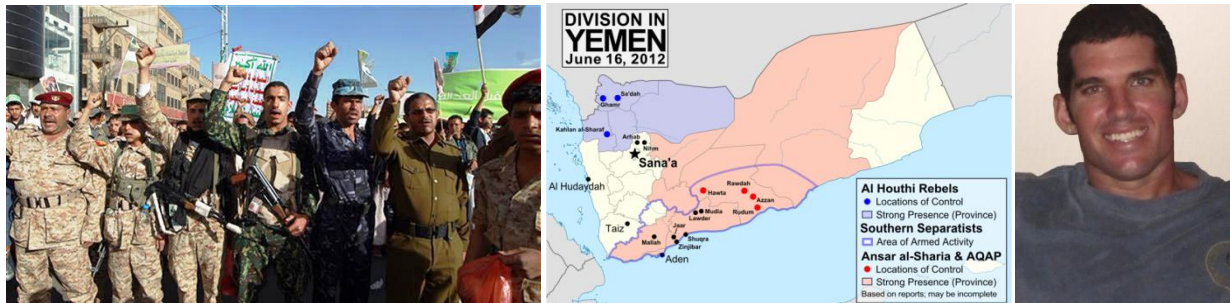 الله أكبر
DIVISION IN
YEMEN
June 16, 2012
Sa'dah
Ghamr
Kahlan al-Sharaf
Arhab
Nihm
Sana'a
Al Hudaydah
Rawdah
Hawta
Azzan
Mudia
Rudum
Lawder
Taiz
Jaar
Mallah
Shuqra
Zinjibar
Aden
Al Houthi Rebels
Locations of Control
Strong Presence (Province)
Southern Separatists
Area of Armed Activity
Ansar al-Sharia & AQAP
Locations of Control
Strong Presence (Province)
Based on reports; may be incomplete